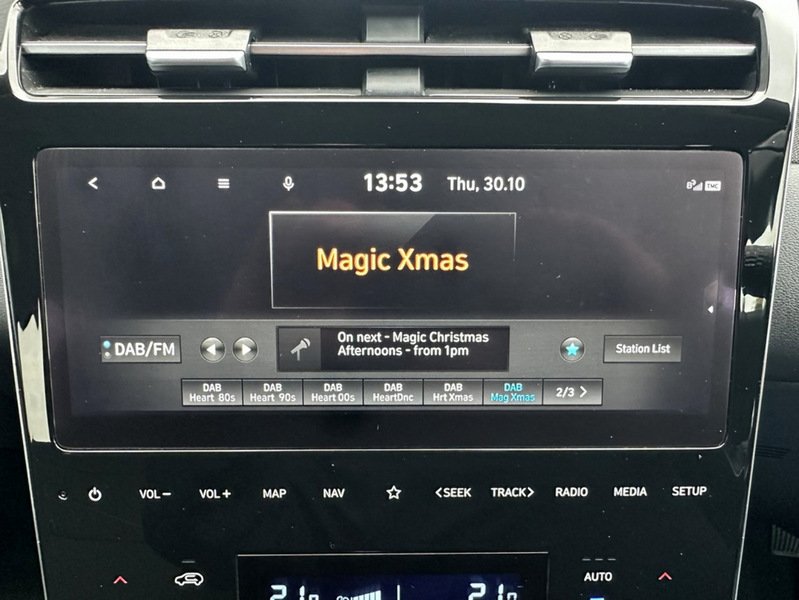 13:53 Thu, 30.10 TMC
Magic Xmas
DAB/FM
On next - Magic Christmas
Afternoons - from 1pm
Station List
DAB Heart 80s
DAB Heart 90s
DAB Heart 00s
DAB HeartDnc
DAB Hrt Xmas
DAB Mag Xmas
2/3 >
VOL− VOL+ MAP NAV <SEEK TRACK> RADIO MEDIA SETUP
AUTO